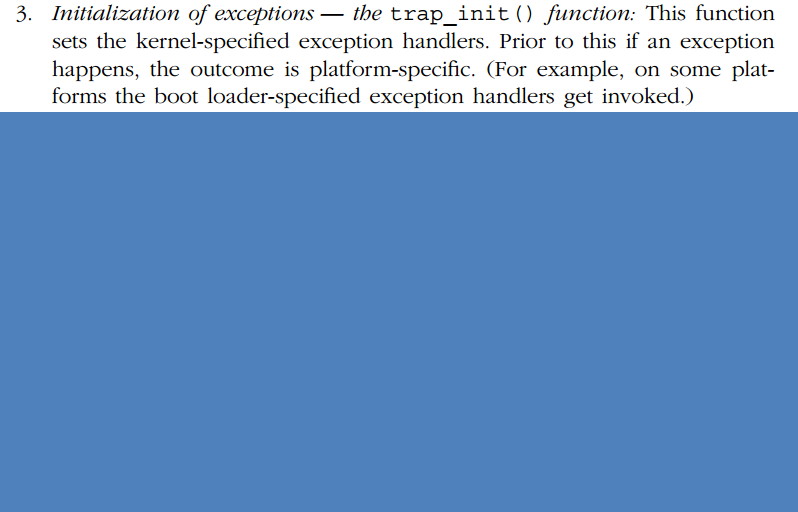 3. Initialization of exceptions — the trap_init() function: This function
sets the kernel-specified exception handlers. Prior to this if an exception
happens, the outcome is platform-specific. (For example, on some plat-
forms the boot loader-specified exception handlers get invoked.)